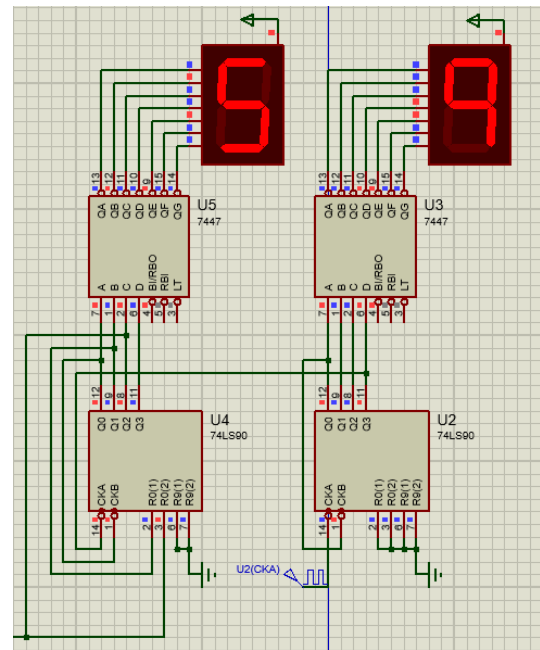 5 9
13 12 11 10 9 15 14 13 12 11 10 9 15 14
QA QB QC QD QE QF QG U5 QA QB QC QD QE QF QG U3
7447 7447
A B C D BI/RBO RBI LT A B C D BI/RBO RBI LT
7 1 2 6 4 5 3 7 1 2 6 4 5 3
12 9 8 11 12 9 8 11
Q0 Q1 Q2 Q3 U4 Q0 Q1 Q2 Q3 U2
74LS90 74LS90
CKA CKB R0(1) R0(2) R9(1) R9(2) CKA CKB R0(1) R0(2) R9(1) R9(2)
14 1 2 3 6 7 14 1 2 3 6 7
U2(CKA)